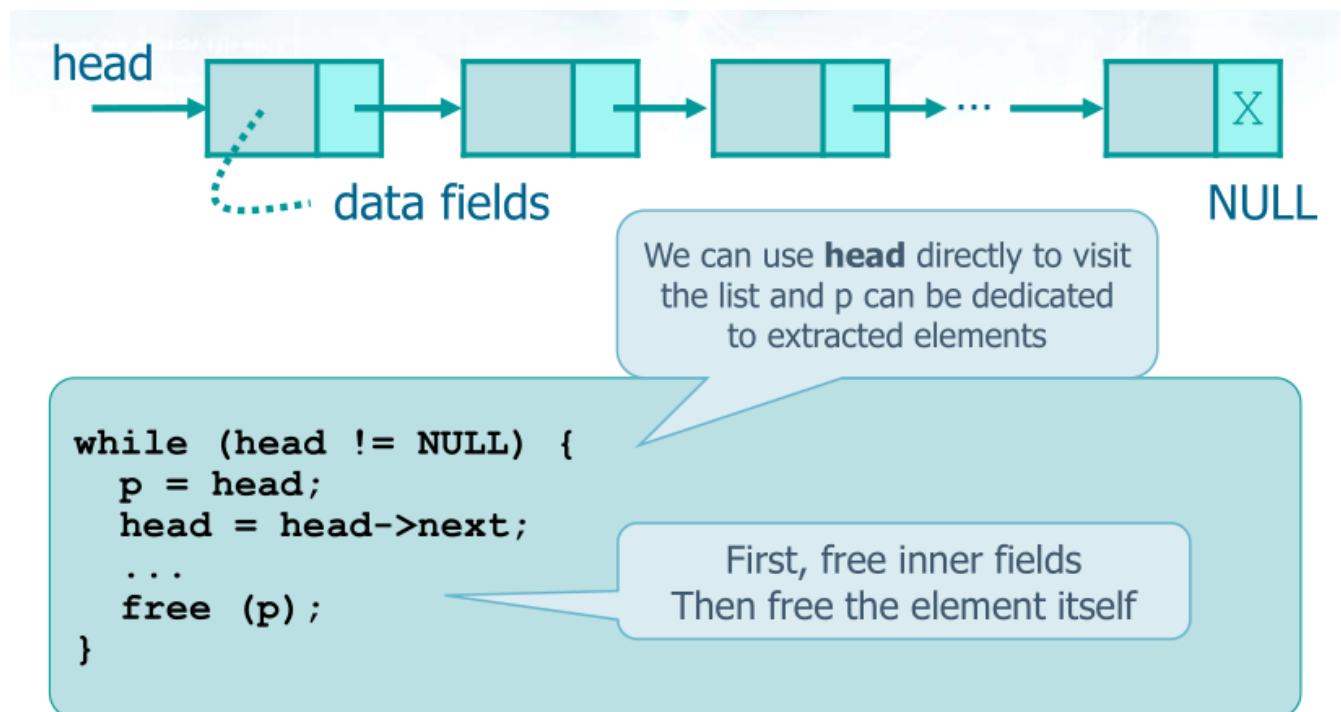 head
...
X
data fields
NULL
We can use head directly to visit
the list and p can be dedicated
to extracted elements
while (head != NULL) {
p = head;
head = head->next;
...
free (p);
}
First, free inner fields
Then free the element itself